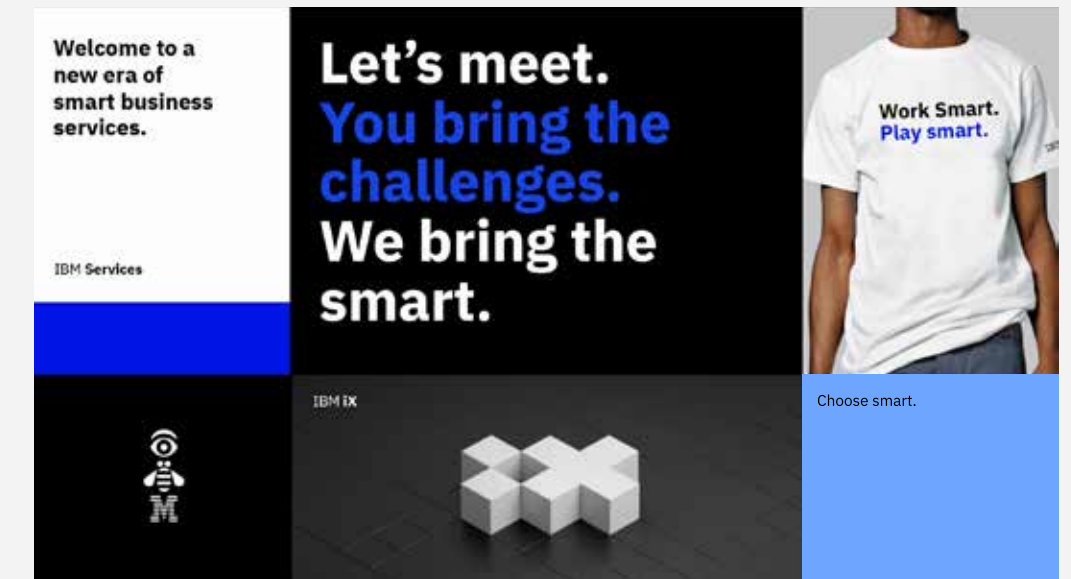 Welcome to a
new era of
smart business
services.
IBM Services
Let’s meet.
You bring the
challenges.
We bring the
smart.
Work Smart.
Play smart.
M
IBM iX
Choose smart.